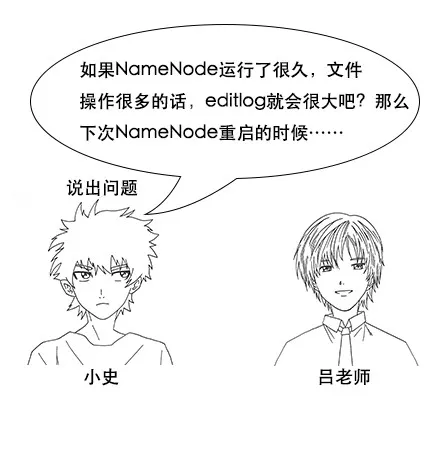 如果NameNode运行了很久，文件
操作很多的话，editlog就会很大吧？那么
下次NameNode重启的时候……
说出问题
小史
吕老师